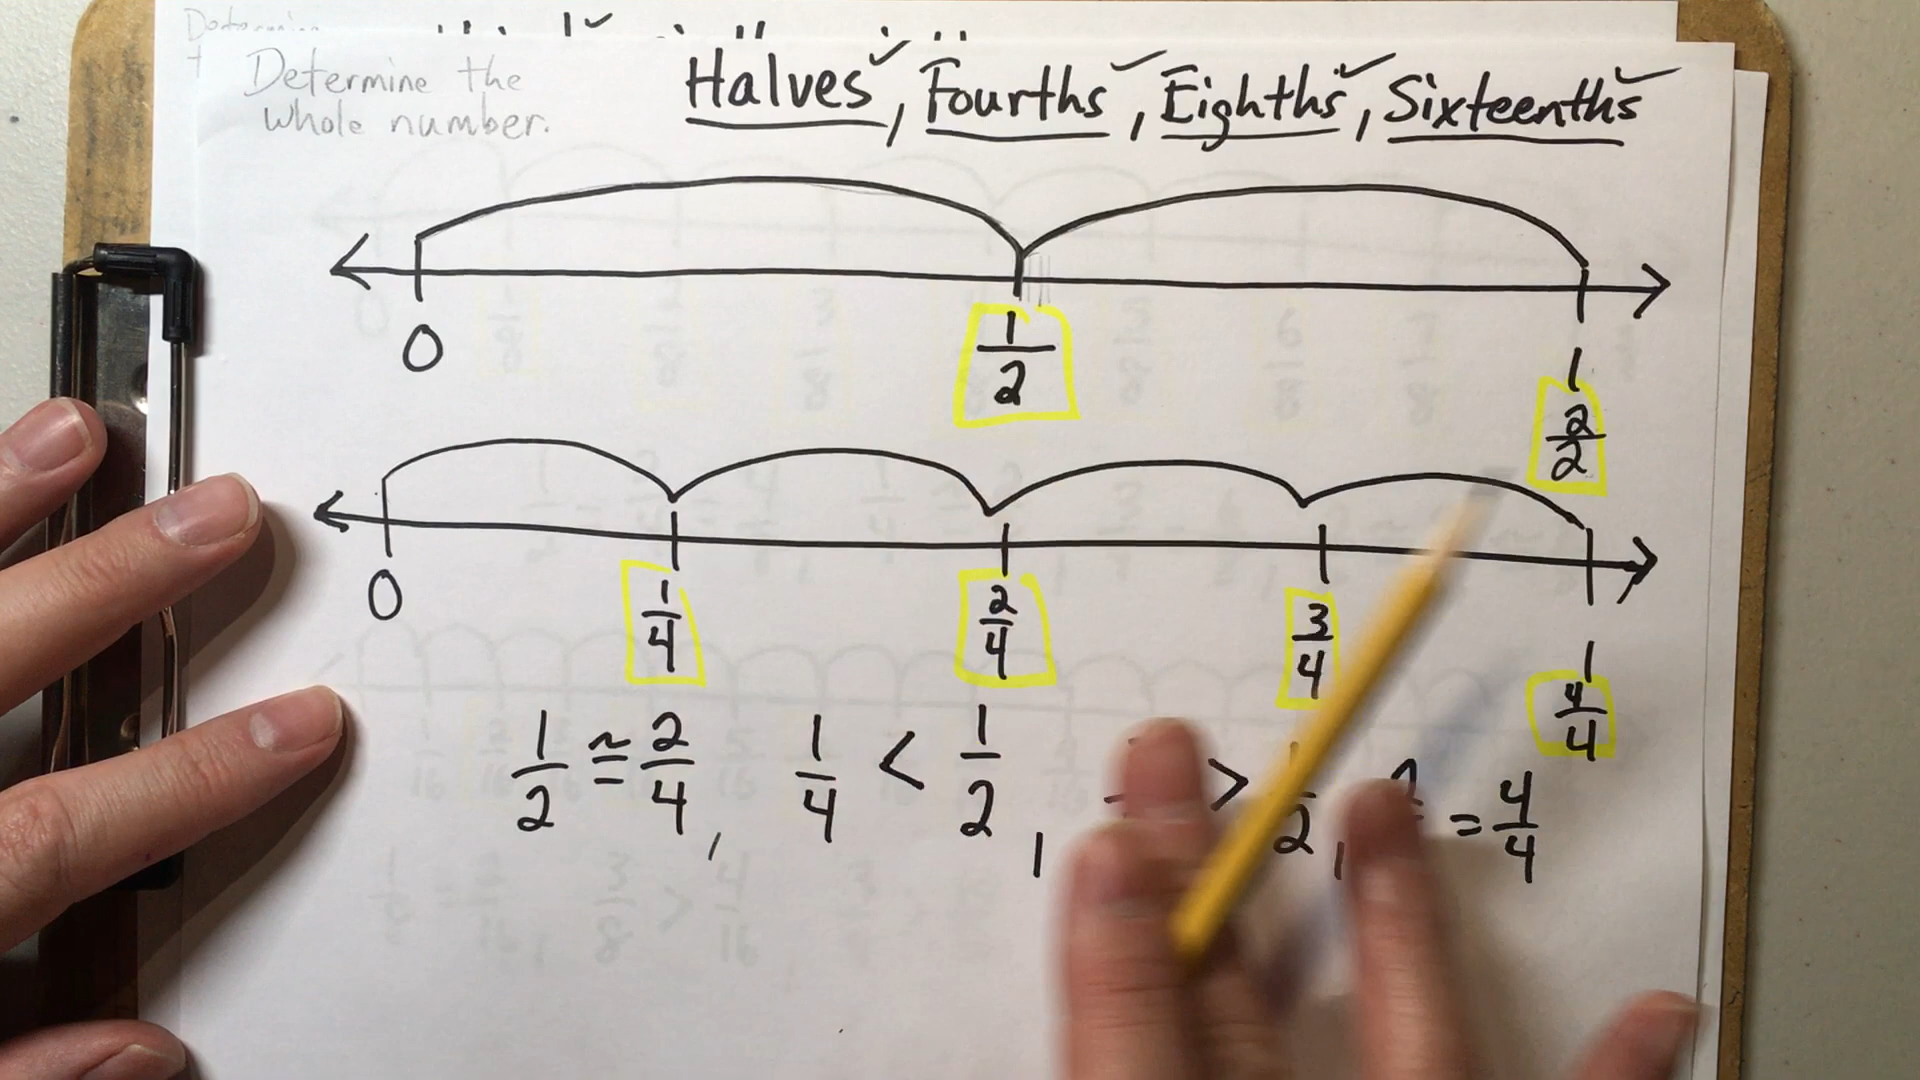 Determine the
whole number.
Halves, Fourths, Eighths, Sixteenths
0 1/2 1
2/2
0 1/4 2/4 3/4 1
4/4
1/2 ≅ 2/4, 1/4 < 1/2, > 1/2, = 4/4